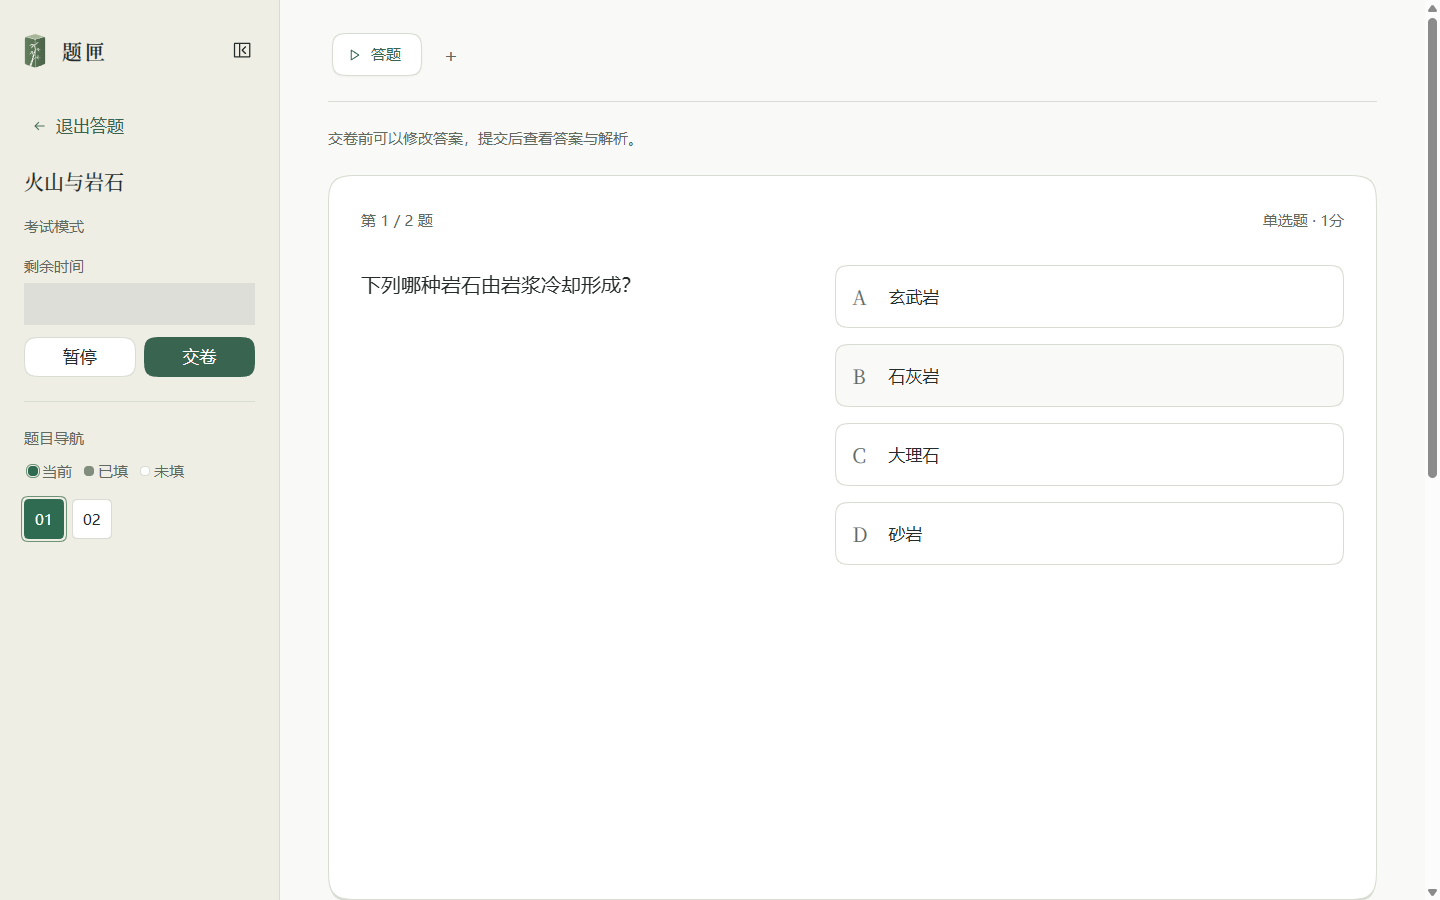 题匣
退出答题
火山与岩石
考试模式
剩余时间
暂停
交卷
题目导航
当前 已填 未填
01 02
答题 +
交卷前可以修改答案，提交后查看答案与解析。
第 1 / 2 题
单选题 · 1分
下列哪种岩石由岩浆冷却形成？
A 玄武岩
B 石灰岩
C 大理石
D 砂岩